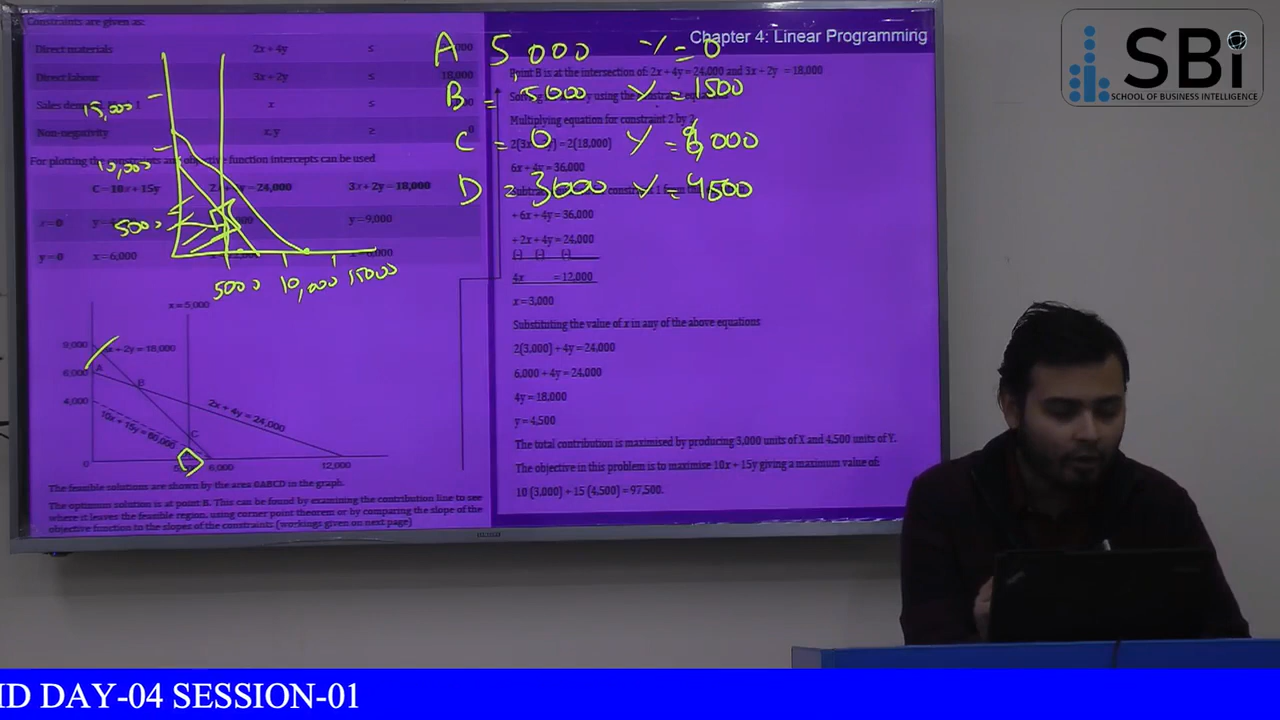 Constraints are given as:
Direct materials 2x + 4y ≤ 000
Direct labour 3x + 2y ≤ 18,000
Sales x ≤
Non-negativity x, y ≥ 0
For plotting the constraints and objective function intercepts can be used
C = 10x + 15y = 24,000 3x + 2y = 18,000
x = 0 y = 9,000
y = 0 x = 6,000
15,000
10,000
5000
5000 10,000 15000
x = 5,000
9,000 + 2y = 18,000
6,000 A
B
4,000
2x + 4y = 24,000
10x + 15y = 60,000
C
0 6,000 12,000
The feasible solutions are shown by the area 0ABCD in the graph.
The optimum solution is at point B. This can be found by examining the contribution line to see
where it leaves the feasible region, using corner point theorem or by comparing the slope of the
objective function to the slopes of the constraints (workings given on next page)
Chapter 4: Linear Programming
A 5,000 Y = 0
Point B is at the intersection of: 2x + 4y = 24,000 and 3x + 2y = 18,000
B = 5000 Y = 1500
Multiplying equation for constraint 2 by 2
C = 0 Y = 6,000
= 2(18,000)
6x + 4y = 36,000
D = 3000 Y = 4500
+ 6x + 4y = 36,000
+ 2x + 4y = 24,000
(-) (-) (-)
4x = 12,000
x = 3,000
Substituting the value of x in any of the above equations
2(3,000) + 4y = 24,000
6,000 + 4y = 24,000
4y = 18,000
y = 4,500
The total contribution is maximised by producing 3,000 units of X and 4,500 units of Y.
The objective in this problem is to maximise 10x + 15y giving a maximum value of:
10 (3,000) + 15 (4,500) = 97,500.
SBi
SCHOOL OF BUSINESS INTELLIGENCE
ID DAY-04 SESSION-01